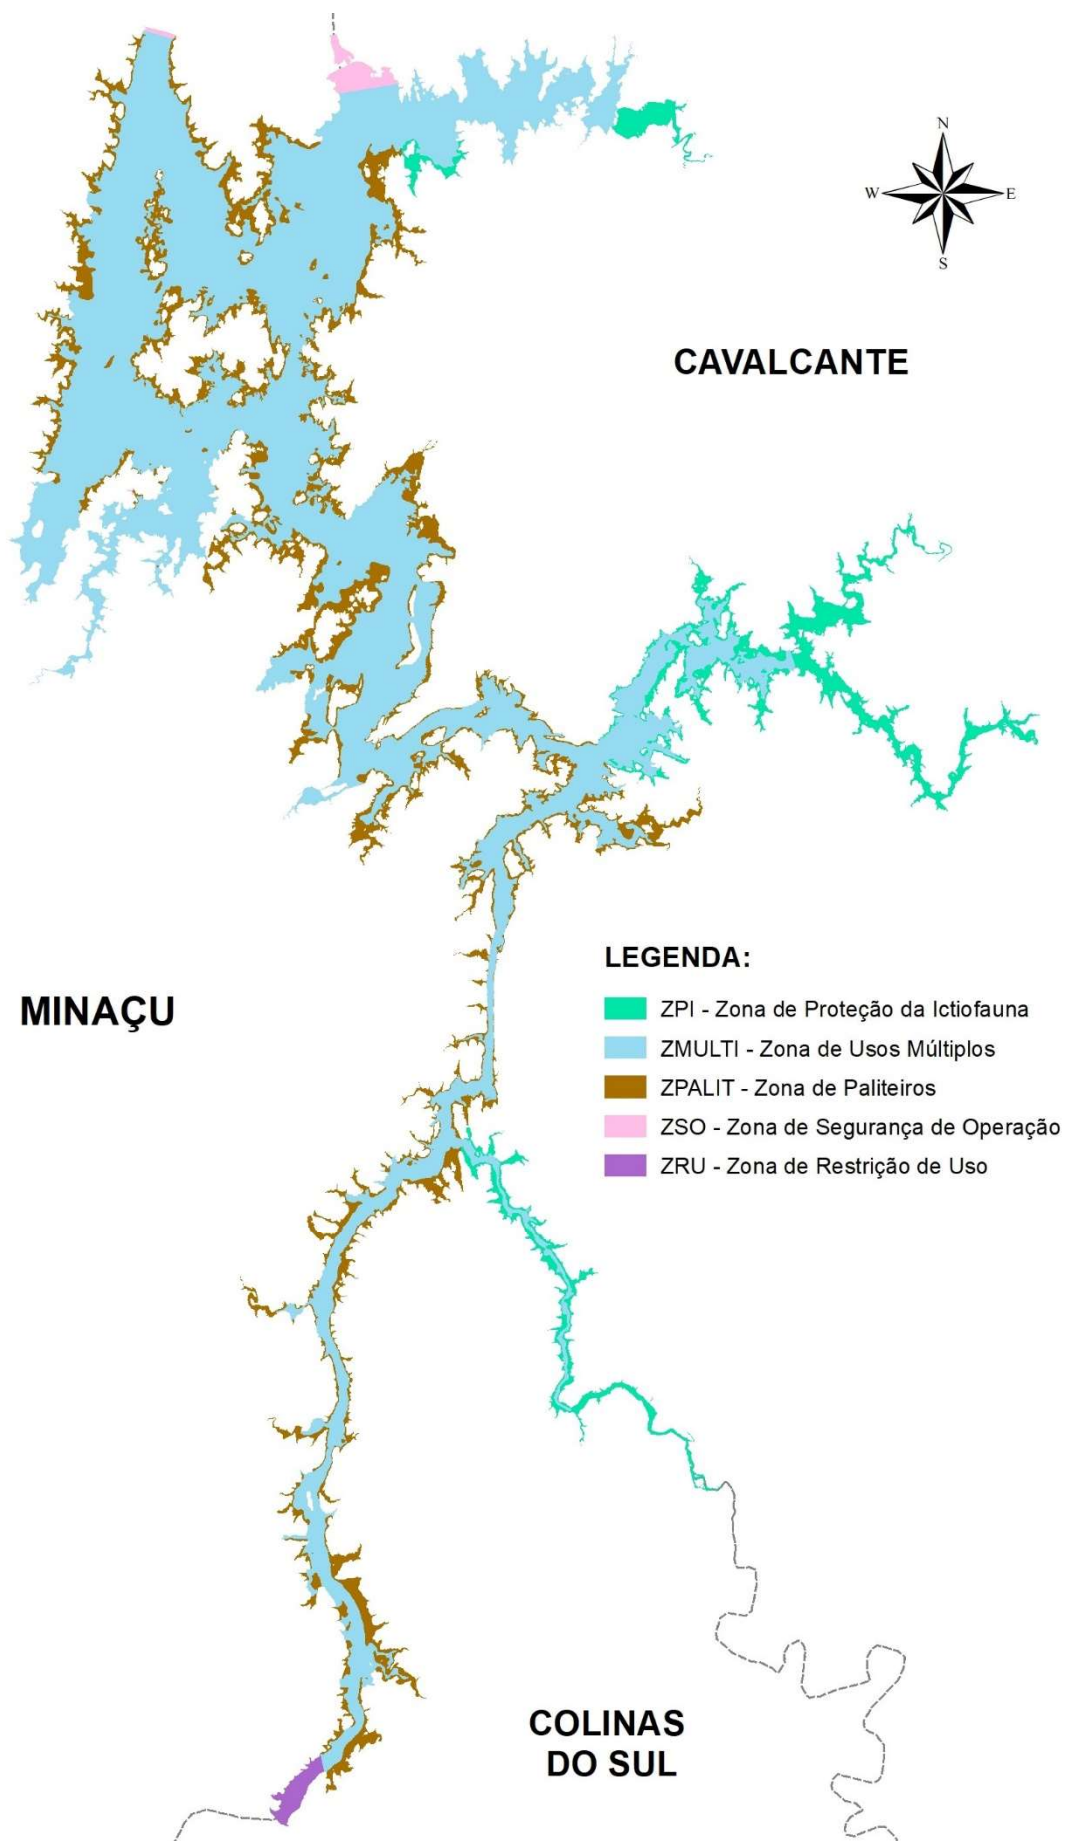 N
W E
S
CAVALCANTE
MINAÇU
LEGENDA:
ZPI - Zona de Proteção da Ictiofauna
ZMULTI - Zona de Usos Múltiplos
ZPALIT - Zona de Paliteiros
ZSO - Zona de Segurança de Operação
ZRU - Zona de Restrição de Uso
COLINAS
DO SUL